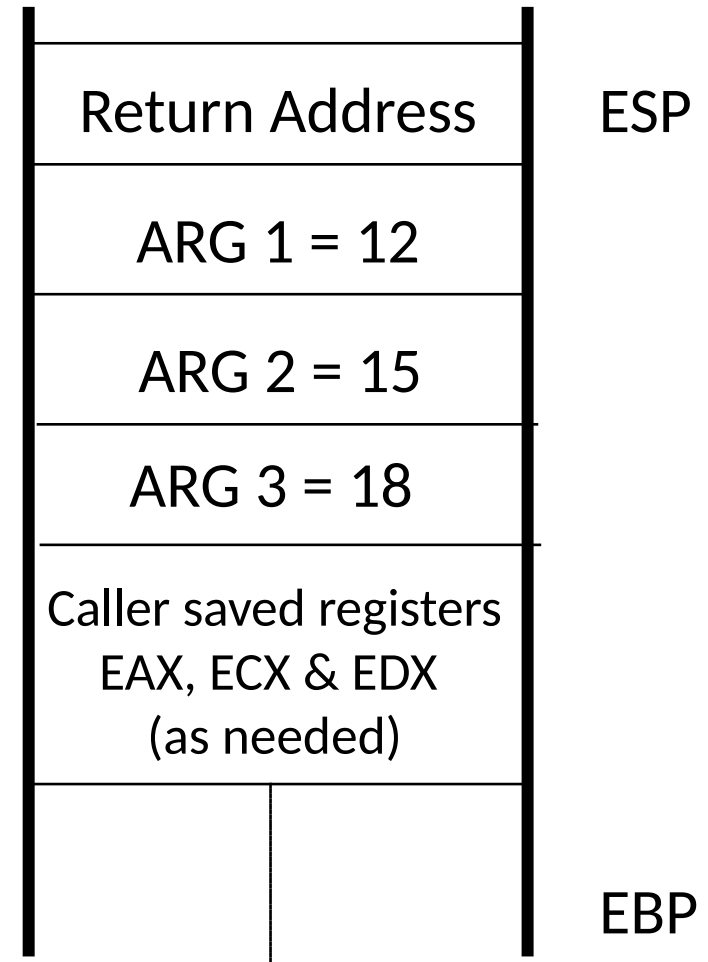 Return Address
ESP
ARG 1 = 12
ARG 2 = 15
ARG 3 = 18
Caller saved registers
EAX, ECX & EDX
(as needed)
EBP